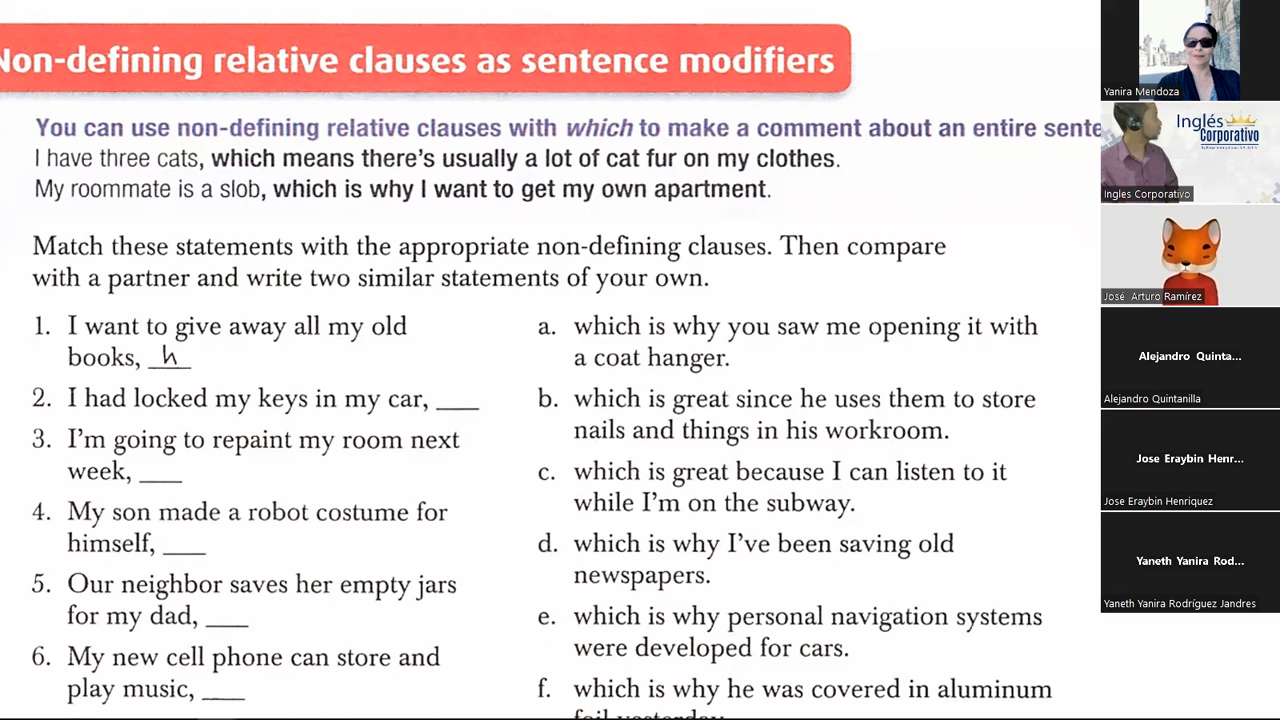 Non-defining relative clauses as sentence modifiers
You can use non-defining relative clauses with which to make a comment about an entire sente
I have three cats, which means there's usually a lot of cat fur on my clothes.
My roommate is a slob, which is why I want to get my own apartment.
Match these statements with the appropriate non-defining clauses. Then compare
with a partner and write two similar statements of your own.
1. I want to give away all my old
books, h
2. I had locked my keys in my car, ___
3. I'm going to repaint my room next
week, ___
4. My son made a robot costume for
himself, ___
5. Our neighbor saves her empty jars
for my dad, ___
6. My new cell phone can store and
play music, ___
a. which is why you saw me opening it with
a coat hanger.
b. which is great since he uses them to store
nails and things in his workroom.
c. which is great because I can listen to it
while I'm on the subway.
d. which is why I've been saving old
newspapers.
e. which is why personal navigation systems
were developed for cars.
f. which is why he was covered in aluminum
foil yesterday.
Yanira Mendoza
Inglés
Corporativo
Ingles Corporativo
José Arturo Ramírez
Alejandro Quinta...
Alejandro Quintanilla
Jose Eraybin Henr...
Jose Eraybin Henriquez
Yaneth Yanira Rod...
Yaneth Yanira Rodríguez Jandres